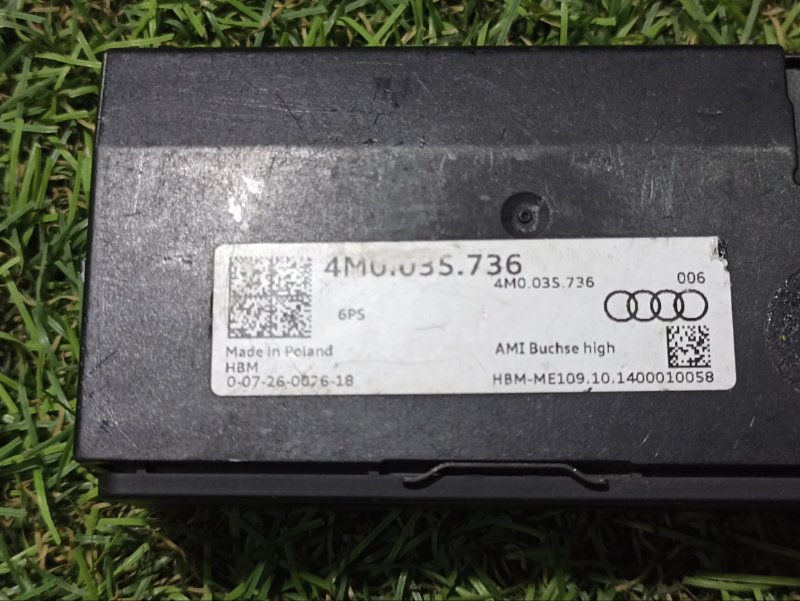 4M0.035.736
4M0.035.736
006
6PS
Made in Poland
AMI Buchse high
HBM
0-07-26-0026-18
HBM-ME109.10.1400010058